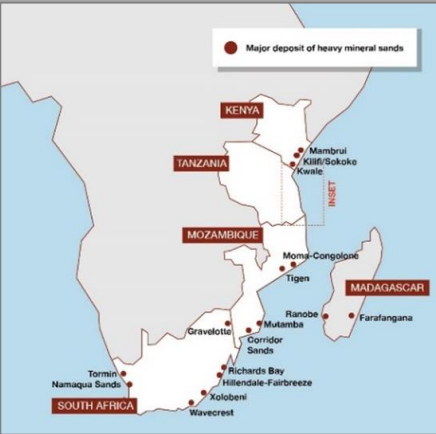 Major deposit of heavy mineral sands
KENYA
Mambrui
Kilifi/Sokoke
Kwale
TANZANIA
INSET
MOZAMBIQUE
Moma-Congolone
Tigen
MADAGASCAR
Ranobe
Farafangana
Gravelotte
Mutamba
Corridor
Sands
Tormin
Namaqua Sands
Richards Bay
Hillendale-Fairbreeze
Xolobeni
SOUTH AFRICA
Wavecrest